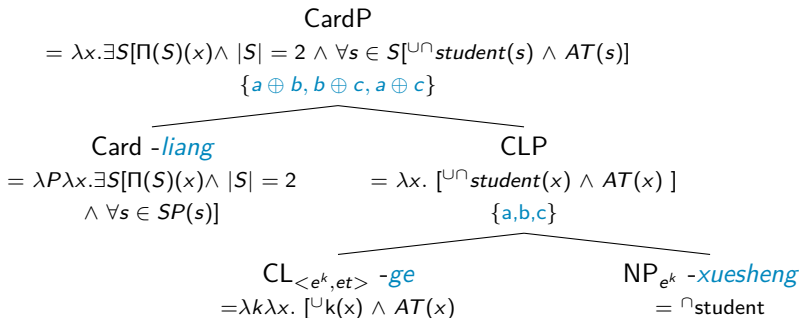 CardP
= λx.∃S[Π(S)(x)∧ |S| = 2 ∧ ∀s ∈ S[∪∩student(s) ∧ AT(s)]
{a ⊕ b, b ⊕ c, a ⊕ c}
Card -liang
= λPλx.∃S[Π(S)(x)∧ |S| = 2
∧ ∀s ∈ SP(s)]
CLP
= λx. [∪∩student(x) ∧ AT(x) ]
{a,b,c}
CL<e^k,et> -ge
=λkλx. [∪k(x) ∧ AT(x)
NP_e^k -xuesheng
= ∩student